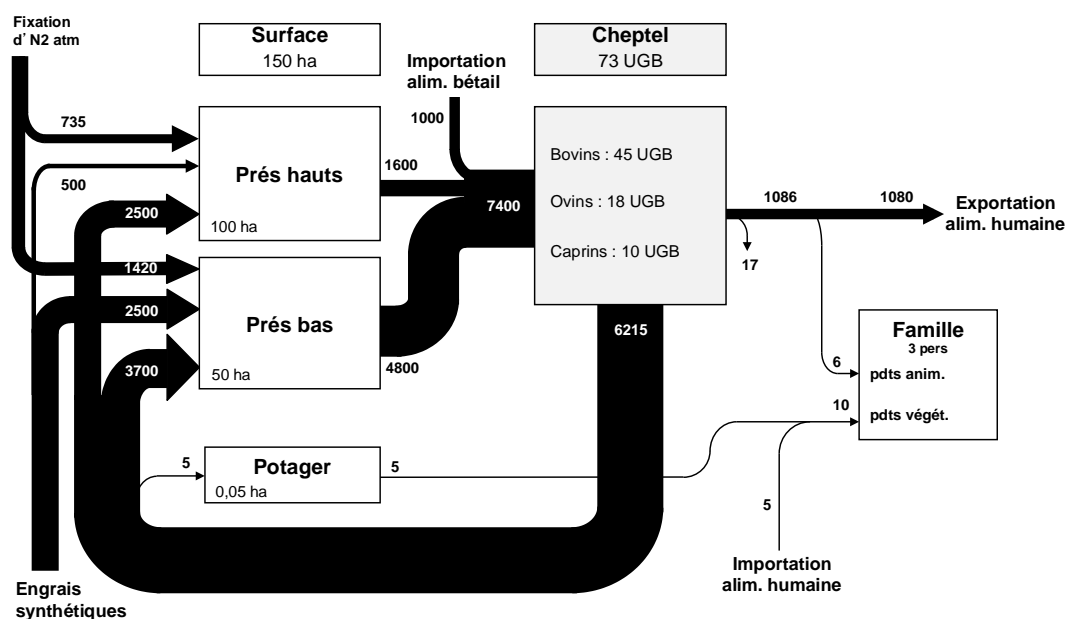 Fixation
d'N2 atm
Surface
150 ha
Cheptel
73 UGB
Importation
alim. bétail
735
1000
500
Prés hauts
100 ha
1600
2500
7400
Bovins : 45 UGB
Ovins : 18 UGB
Caprins : 10 UGB
1086
1080
Exportation
alim. humaine
17
1420
2500
3700
Prés bas
50 ha
4800
6215
Famille
3 pers
6
pdts anim.
10
pdts végét.
5
Potager
0,05 ha
5
5
Importation
alim. humaine
Engrais
synthétiques